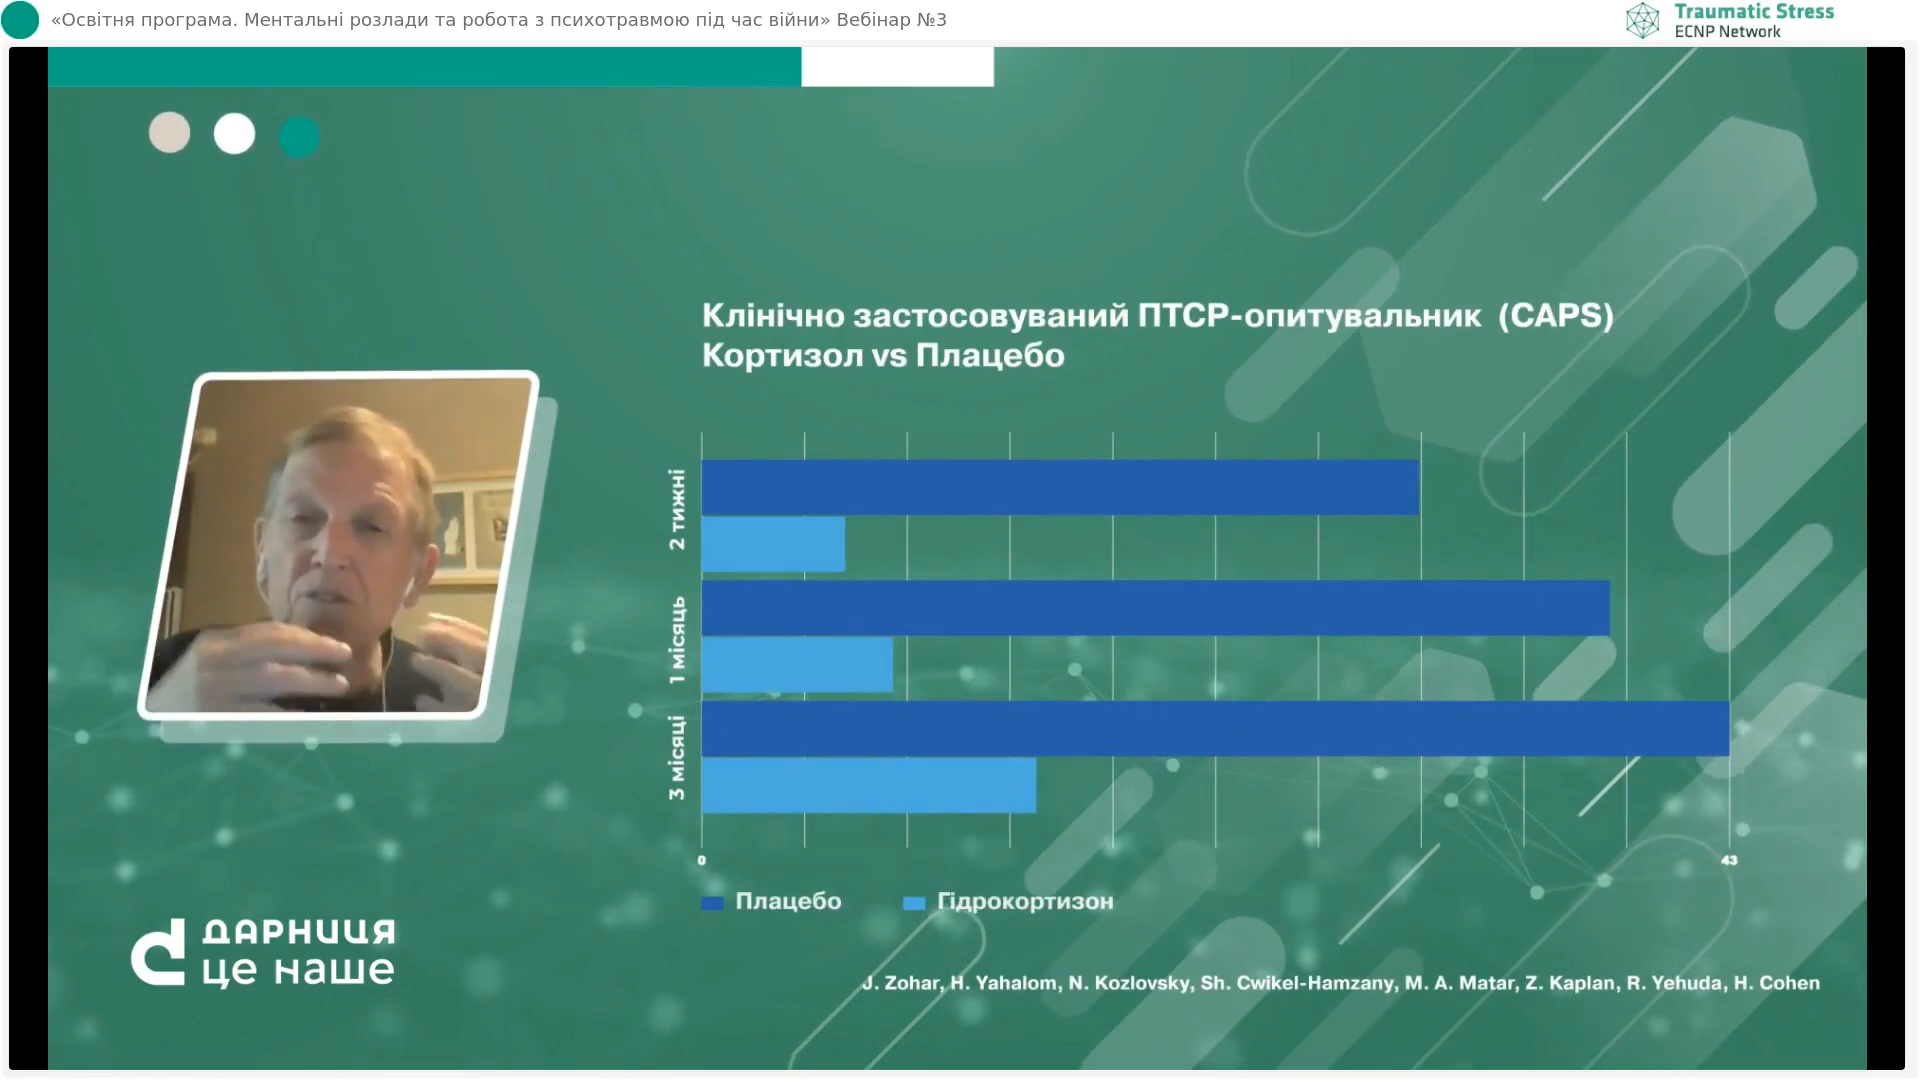 «Освітня програма. Ментальні розлади та робота з психотравмою під час війни» Вебінар №3
Traumatic Stress
ECNP Network
Клінічно застосовуваний ПТСР-опитувальник (CAPS)
Кортизол vs Плацебо
2 тижні
1 місяць
3 місяці
0
43
Плацебо
Гідрокортизон
ДАРНИЦЯ
це наше
J. Zohar, H. Yahalom, N. Kozlovsky, Sh. Cwikel-Hamzany, M. A. Matar, Z. Kaplan, R. Yehuda, H. Cohen